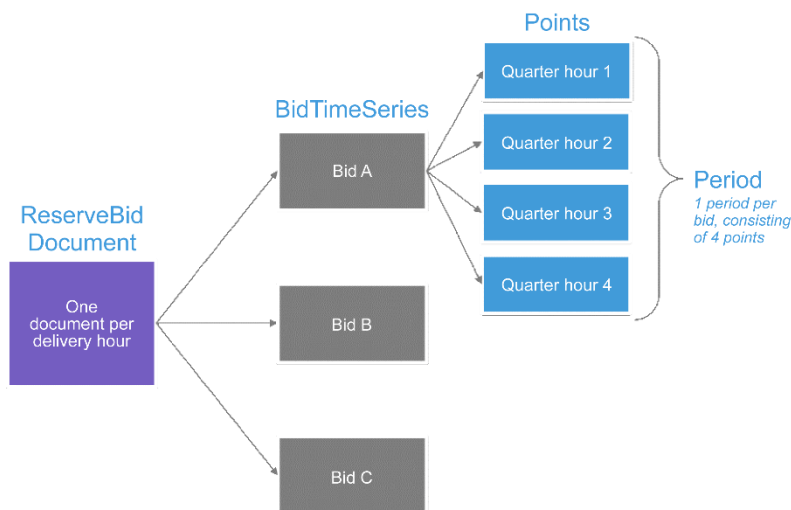 Points
Quarter hour 1
BidTimeSeries
Quarter hour 2
Bid A
Period
1 period per
bid, consisting
of 4 points
Quarter hour 3
ReserveBid
Document
Quarter hour 4
One
document per
delivery hour
Bid B
Bid C